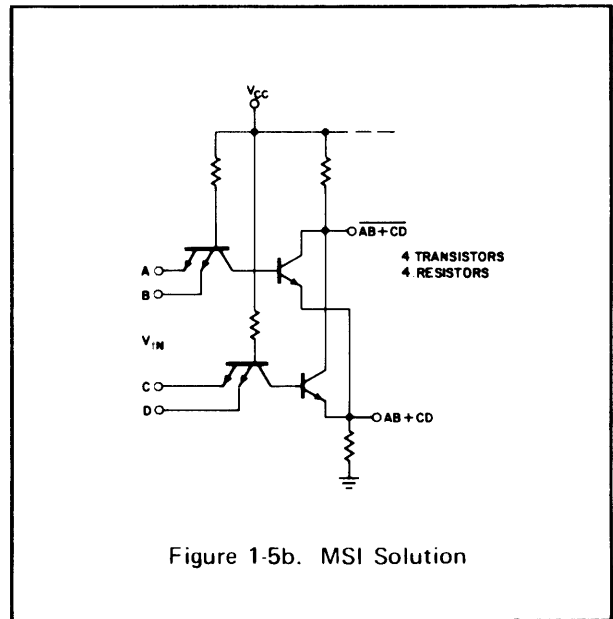 V_CC
AB+CD
4 TRANSISTORS
4 RESISTORS
A
B
V_IN
C
D
AB+CD
Figure 1-5b. MSI Solution